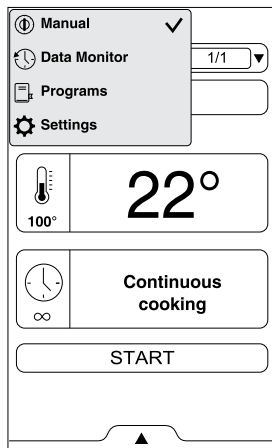 Manual
Data Monitor
1/1
Programs
Settings
22°
100°
Continuous
cooking
∞
START